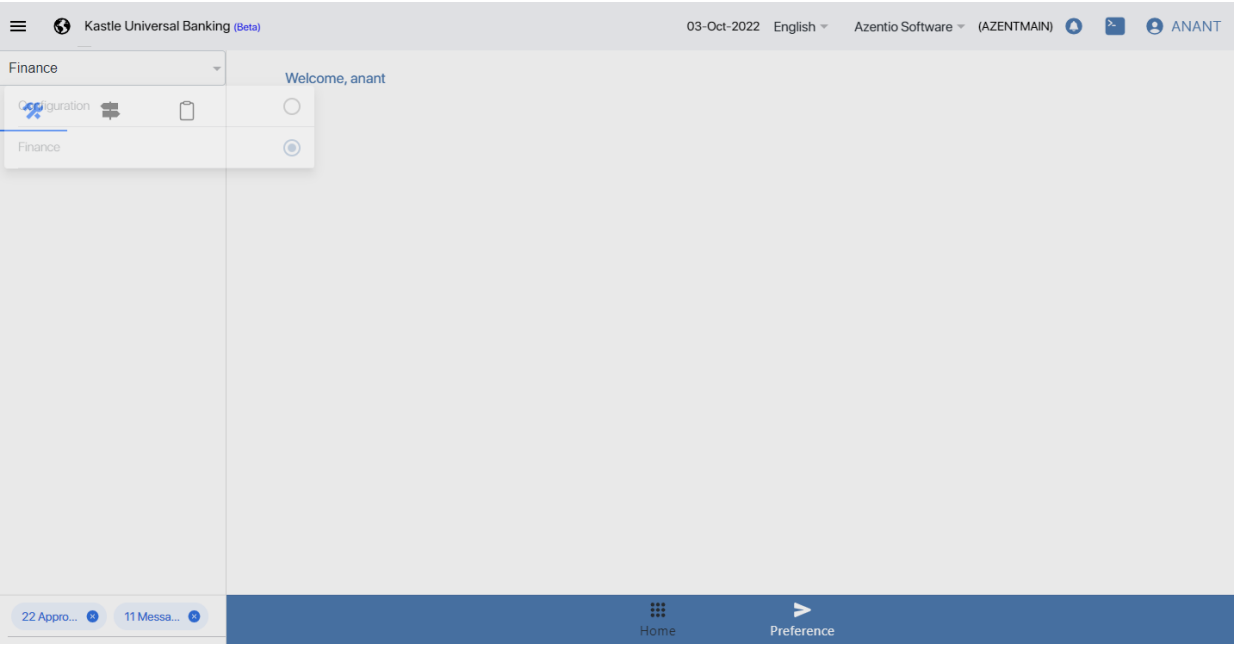 Kastle Universal Banking (Beta) 03-Oct-2022 English Azentio Software (AZENTMAIN) ANANT
Finance
Welcome, anant
Configuration
Finance
22 Appro... 11 Messa...
Home Preference